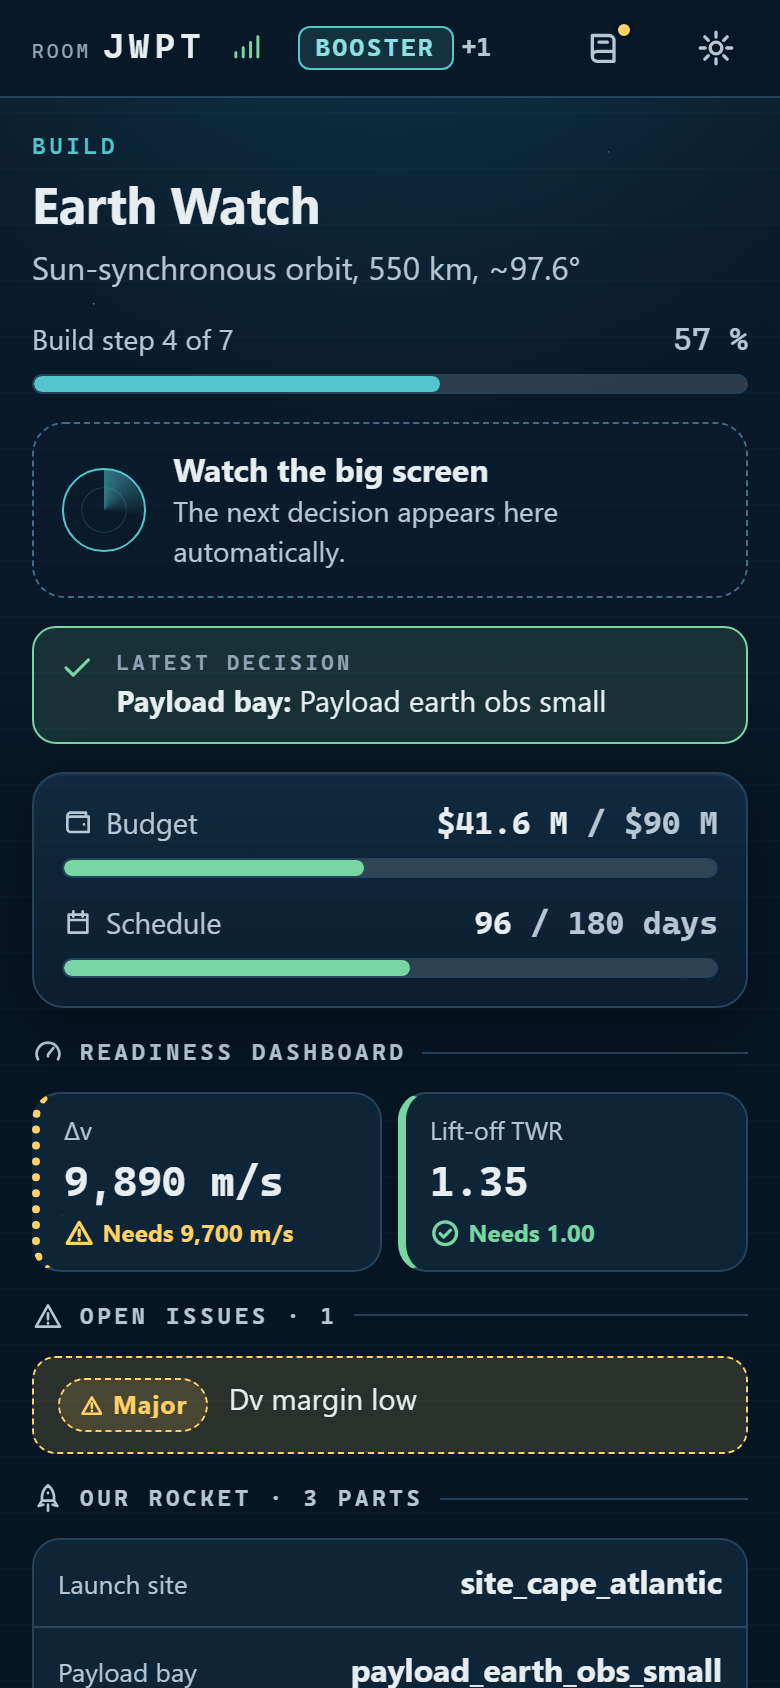 ROOM JWPT BOOSTER +1
BUILD
Earth Watch
Sun-synchronous orbit, 550 km, ~97.6°
Build step 4 of 7 57 %
Watch the big screen
The next decision appears here
automatically.
LATEST DECISION
Payload bay: Payload earth obs small
Budget $41.6 M / $90 M
Schedule 96 / 180 days
READINESS DASHBOARD
Δv
9,890 m/s
Needs 9,700 m/s
Lift-off TWR
1.35
Needs 1.00
OPEN ISSUES · 1
Major Dv margin low
OUR ROCKET · 3 PARTS
Launch site site_cape_atlantic
Payload bay payload_earth_obs_small